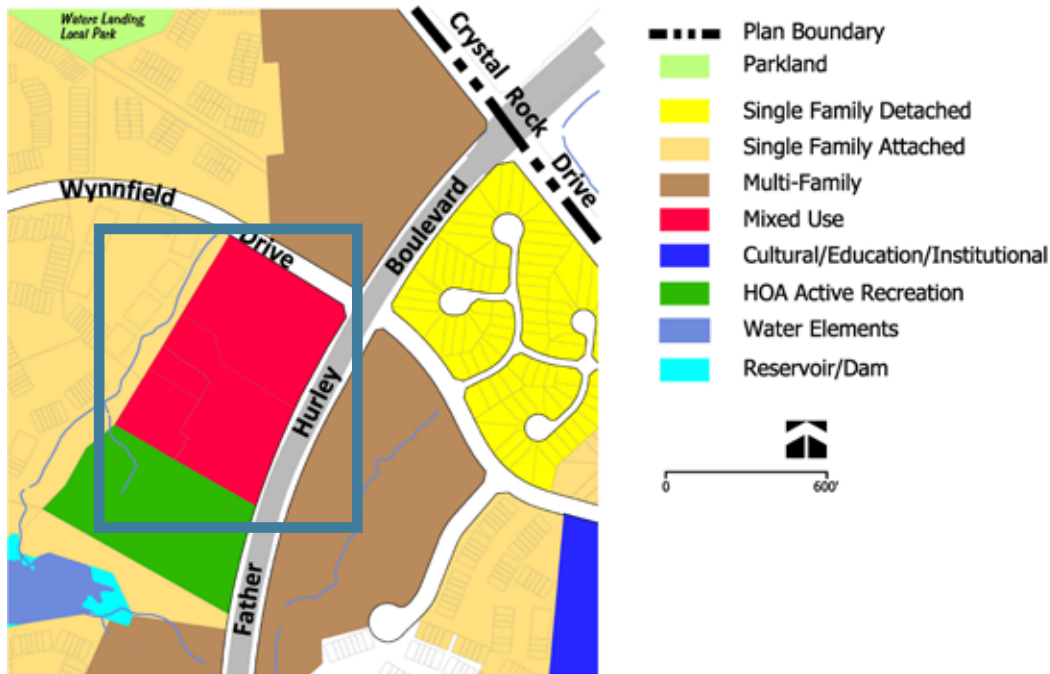 Waters Landing
Local Park
Crystal Rock Drive
Wynnfield Drive
Father Hurley Boulevard
Plan Boundary
Parkland
Single Family Detached
Single Family Attached
Multi-Family
Mixed Use
Cultural/Education/Institutional
HOA Active Recreation
Water Elements
Reservoir/Dam
0 600'